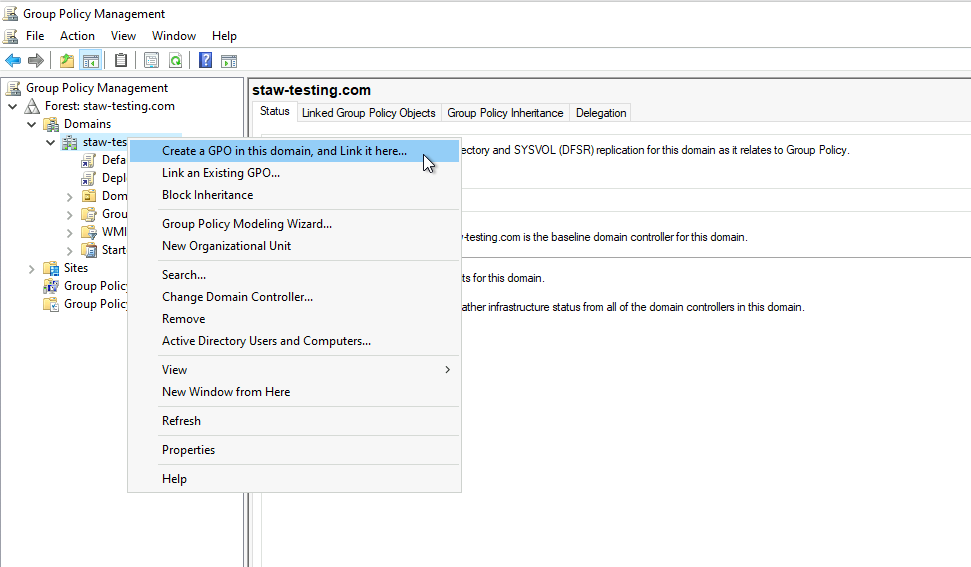 Group Policy Management
File Action View Window Help
Group Policy Management
Forest: staw-testing.com
Domains
staw-tes
Defa
Depl
Dom
Grou
WMI
Start
Sites
Group Policy
Group Policy
staw-testing.com
Status Linked Group Policy Objects Group Policy Inheritance Delegation
ectory and SYSVOL (DFSR) replication for this domain as it relates to Group Policy.
w-testing.com is the baseline domain controller for this domain.
ts for this domain.
ather infrastructure status from all of the domain controllers in this domain.
Create a GPO in this domain, and Link it here...
Link an Existing GPO...
Block Inheritance
Group Policy Modeling Wizard...
New Organizational Unit
Search...
Change Domain Controller...
Remove
Active Directory Users and Computers...
View
New Window from Here
Refresh
Properties
Help